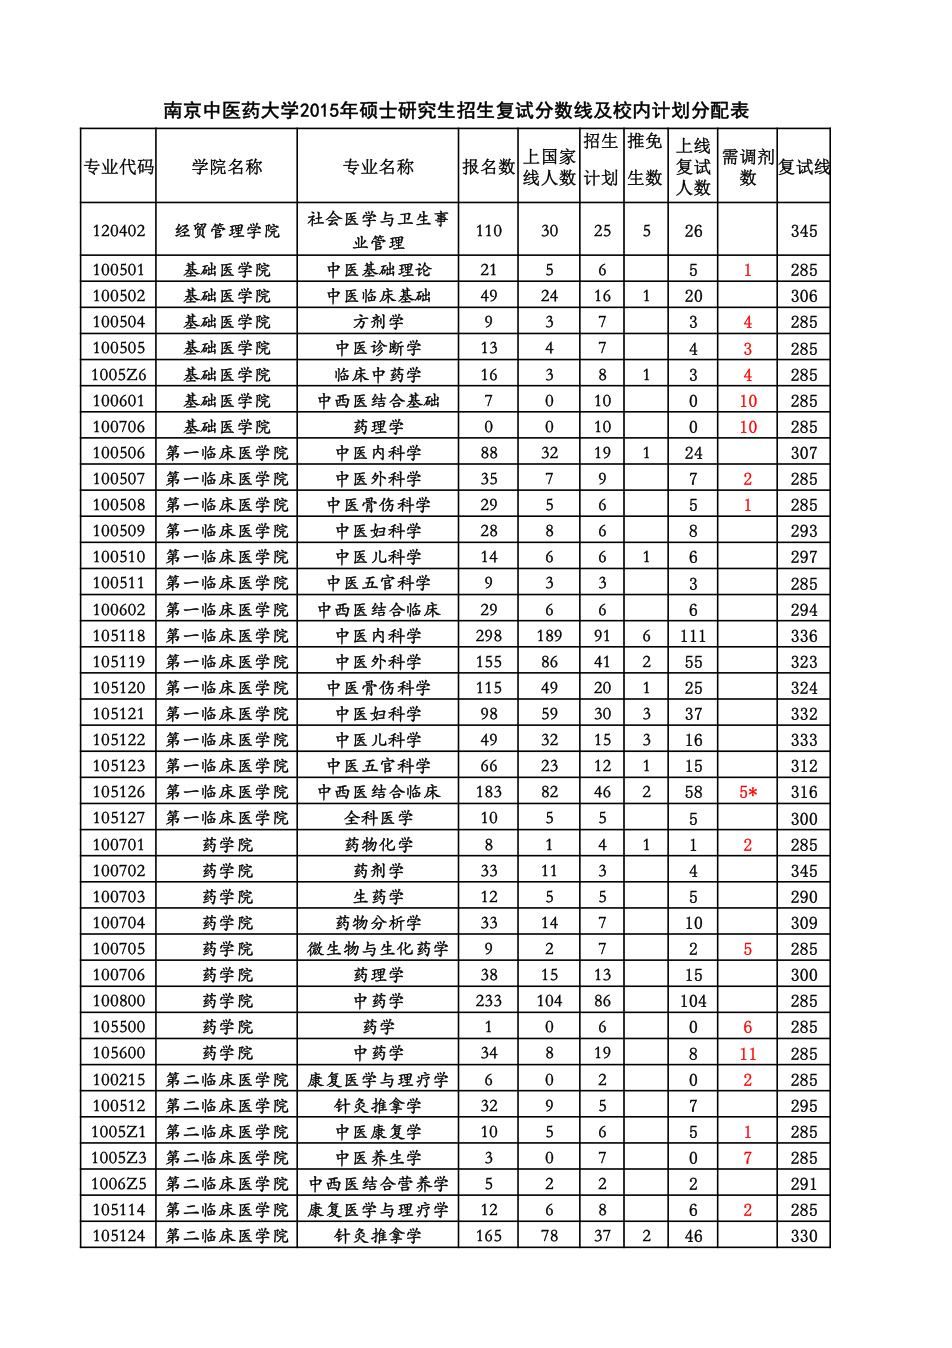 南京中医药大学2015年硕士研究生招生复试分数线及校内计划分配表
专业代码 学院名称 专业名称 报名数 上国家线人数 招生计划 推免生数 上线复试人数 需调剂数 复试线
120402 经贸管理学院 社会医学与卫生事业管理 110 30 25 5 26 345
100501 基础医学院 中医基础理论 21 5 6 5 1 285
100502 基础医学院 中医临床基础 49 24 16 1 20 306
100504 基础医学院 方剂学 9 3 7 3 4 285
100505 基础医学院 中医诊断学 13 4 7 4 3 285
1005Z6 基础医学院 临床中药学 16 3 8 1 3 4 285
100601 基础医学院 中西医结合基础 7 0 10 0 10 285
100706 基础医学院 药理学 0 0 10 0 10 285
100506 第一临床医学院 中医内科学 88 32 19 1 24 307
100507 第一临床医学院 中医外科学 35 7 9 7 2 285
100508 第一临床医学院 中医骨伤科学 29 5 6 5 1 285
100509 第一临床医学院 中医妇科学 28 8 6 8 293
100510 第一临床医学院 中医儿科学 14 6 6 1 6 297
100511 第一临床医学院 中医五官科学 9 3 3 3 285
100602 第一临床医学院 中西医结合临床 29 6 6 6 294
105118 第一临床医学院 中医内科学 298 189 91 6 111 336
105119 第一临床医学院 中医外科学 155 86 41 2 55 323
105120 第一临床医学院 中医骨伤科学 115 49 20 1 25 324
105121 第一临床医学院 中医妇科学 98 59 30 3 37 332
105122 第一临床医学院 中医儿科学 49 32 15 3 16 333
105123 第一临床医学院 中医五官科学 66 23 12 1 15 312
105126 第一临床医学院 中西医结合临床 183 82 46 2 58 5* 316
105127 第一临床医学院 全科医学 10 5 5 5 300
100701 药学院 药物化学 8 1 4 1 1 2 285
100702 药学院 药剂学 33 11 3 4 345
100703 药学院 生药学 12 5 5 5 290
100704 药学院 药物分析学 33 14 7 10 309
100705 药学院 微生物与生化药学 9 2 7 2 5 285
100706 药学院 药理学 38 15 13 15 300
100800 药学院 中药学 233 104 86 104 285
105500 药学院 药学 1 0 6 0 6 285
105600 药学院 中药学 34 8 19 8 11 285
100215 第二临床医学院 康复医学与理疗学 6 0 2 0 2 285
100512 第二临床医学院 针灸推拿学 32 9 5 7 295
1005Z1 第二临床医学院 中医康复学 10 5 6 5 1 285
1005Z3 第二临床医学院 中医养生学 3 0 7 0 7 285
1006Z5 第二临床医学院 中西医结合营养学 5 2 2 2 291
105114 第二临床医学院 康复医学与理疗学 12 6 8 6 2 285
105124 第二临床医学院 针灸推拿学 165 78 37 2 46 330